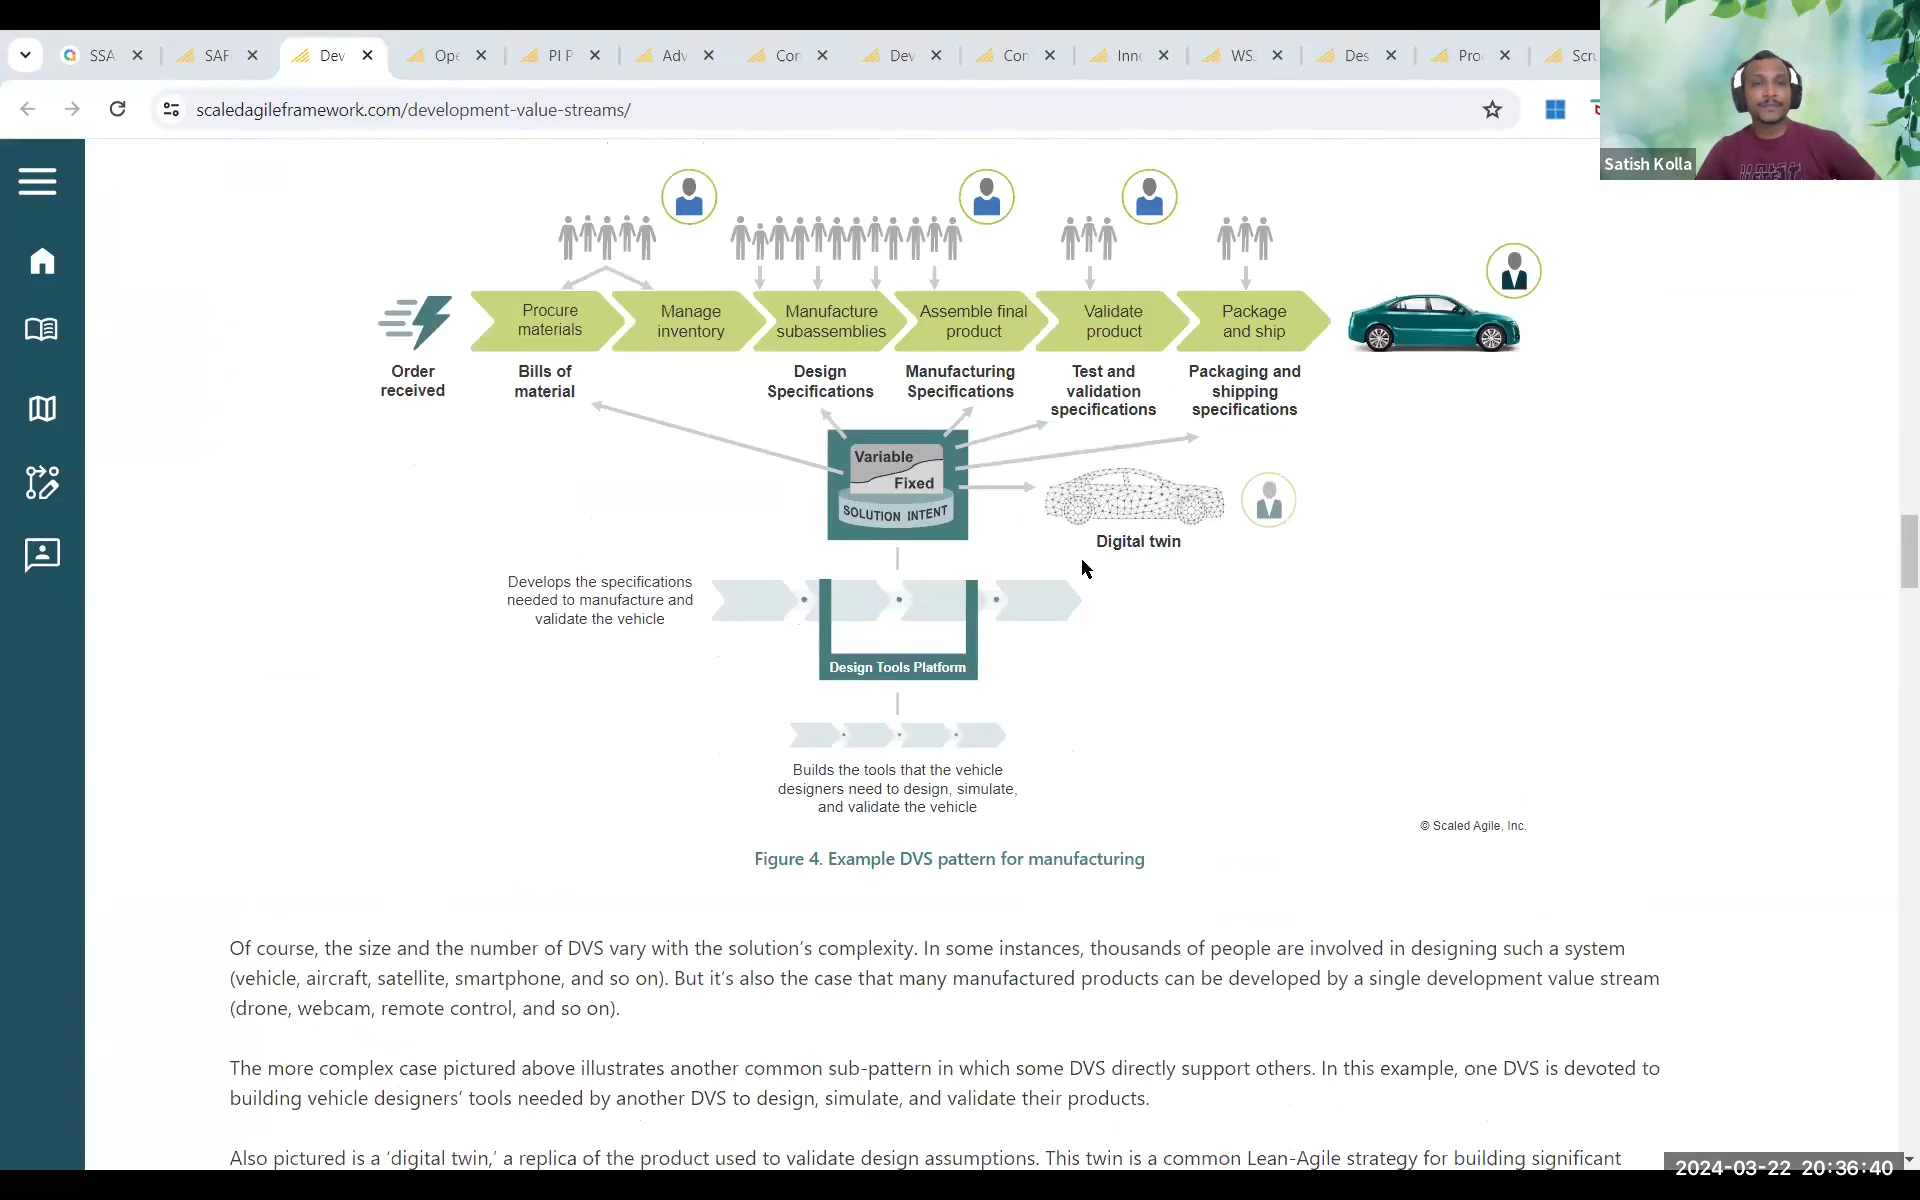 SSA
SAF
Dev
Ope
PI P
Adv
Cor
Dev
Con
Inno
WS.
Des
Pro
Scr
scaledagileframework.com/development-value-streams/
Satish Kolla
Procure
materials
Manage
inventory
Manufacture
subassemblies
Assemble final
product
Validate
product
Package
and ship
Order
received
Bills of
material
Design
Specifications
Manufacturing
Specifications
Test and
validation
specifications
Packaging and
shipping
specifications
Variable
Fixed
SOLUTION INTENT
Digital twin
Develops the specifications
needed to manufacture and
validate the vehicle
Design Tools Platform
Builds the tools that the vehicle
designers need to design, simulate,
and validate the vehicle
© Scaled Agile, Inc.
Figure 4. Example DVS pattern for manufacturing
Of course, the size and the number of DVS vary with the solution’s complexity. In some instances, thousands of people are involved in designing such a system
(vehicle, aircraft, satellite, smartphone, and so on). But it’s also the case that many manufactured products can be developed by a single development value stream
(drone, webcam, remote control, and so on).
The more complex case pictured above illustrates another common sub-pattern in which some DVS directly support others. In this example, one DVS is devoted to
building vehicle designers’ tools needed by another DVS to design, simulate, and validate their products.
Also pictured is a ‘digital twin,’ a replica of the product used to validate design assumptions. This twin is a common Lean-Agile strategy for building significant
2024-03-22 20:36:40